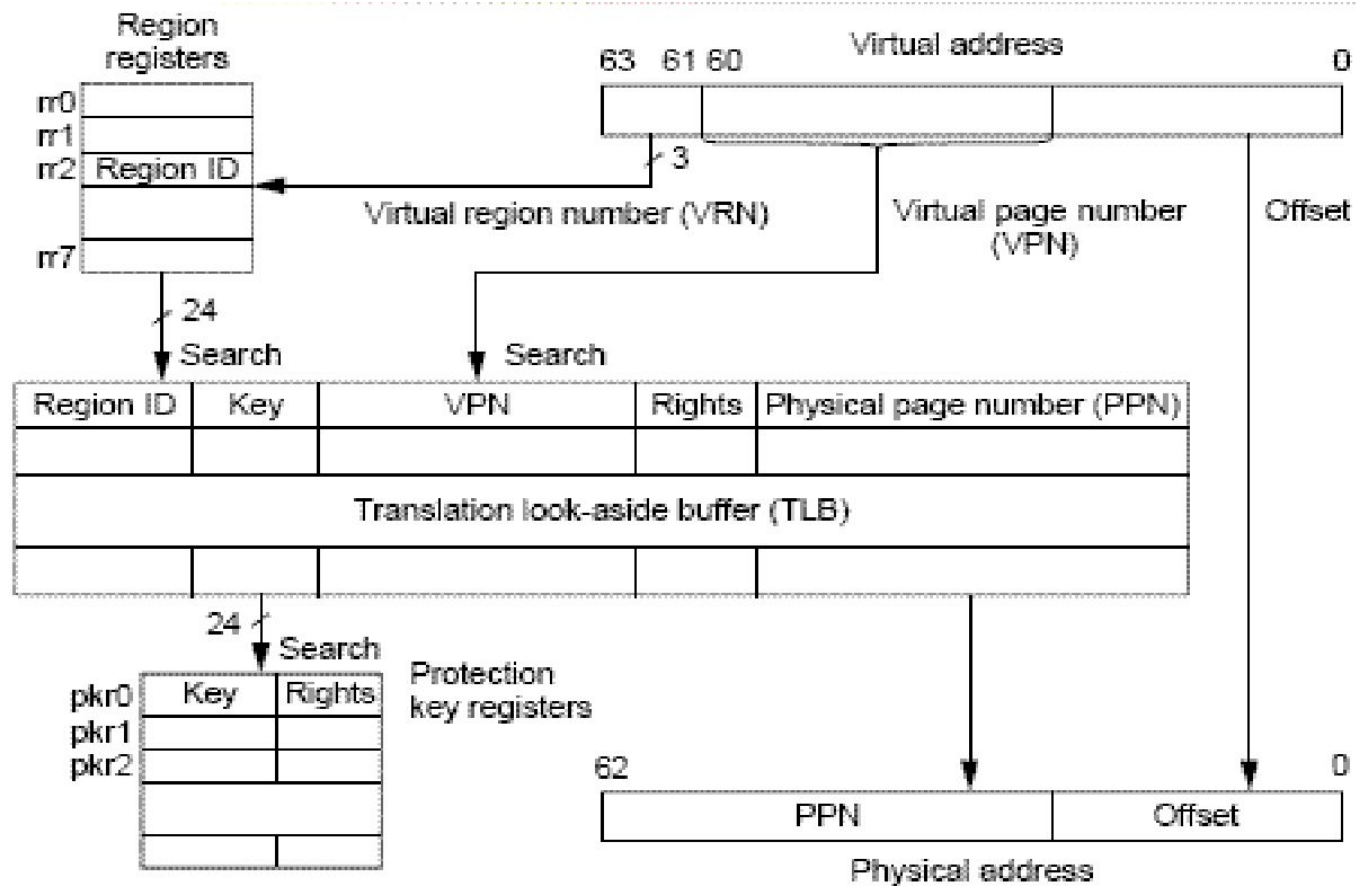 Region
registers
rr0
rr1
rr2
Region ID
rr7
Virtual address
63 61 60 0
3
Virtual region number (VRN)
Virtual page number
(VPN)
Offset
24
Search
Search
Region ID Key VPN Rights Physical page number (PPN)
Translation look-aside buffer (TLB)
24
Search
Protection
key registers
pkr0
Key Rights
pkr1
pkr2
62 0
PPN Offset
Physical address